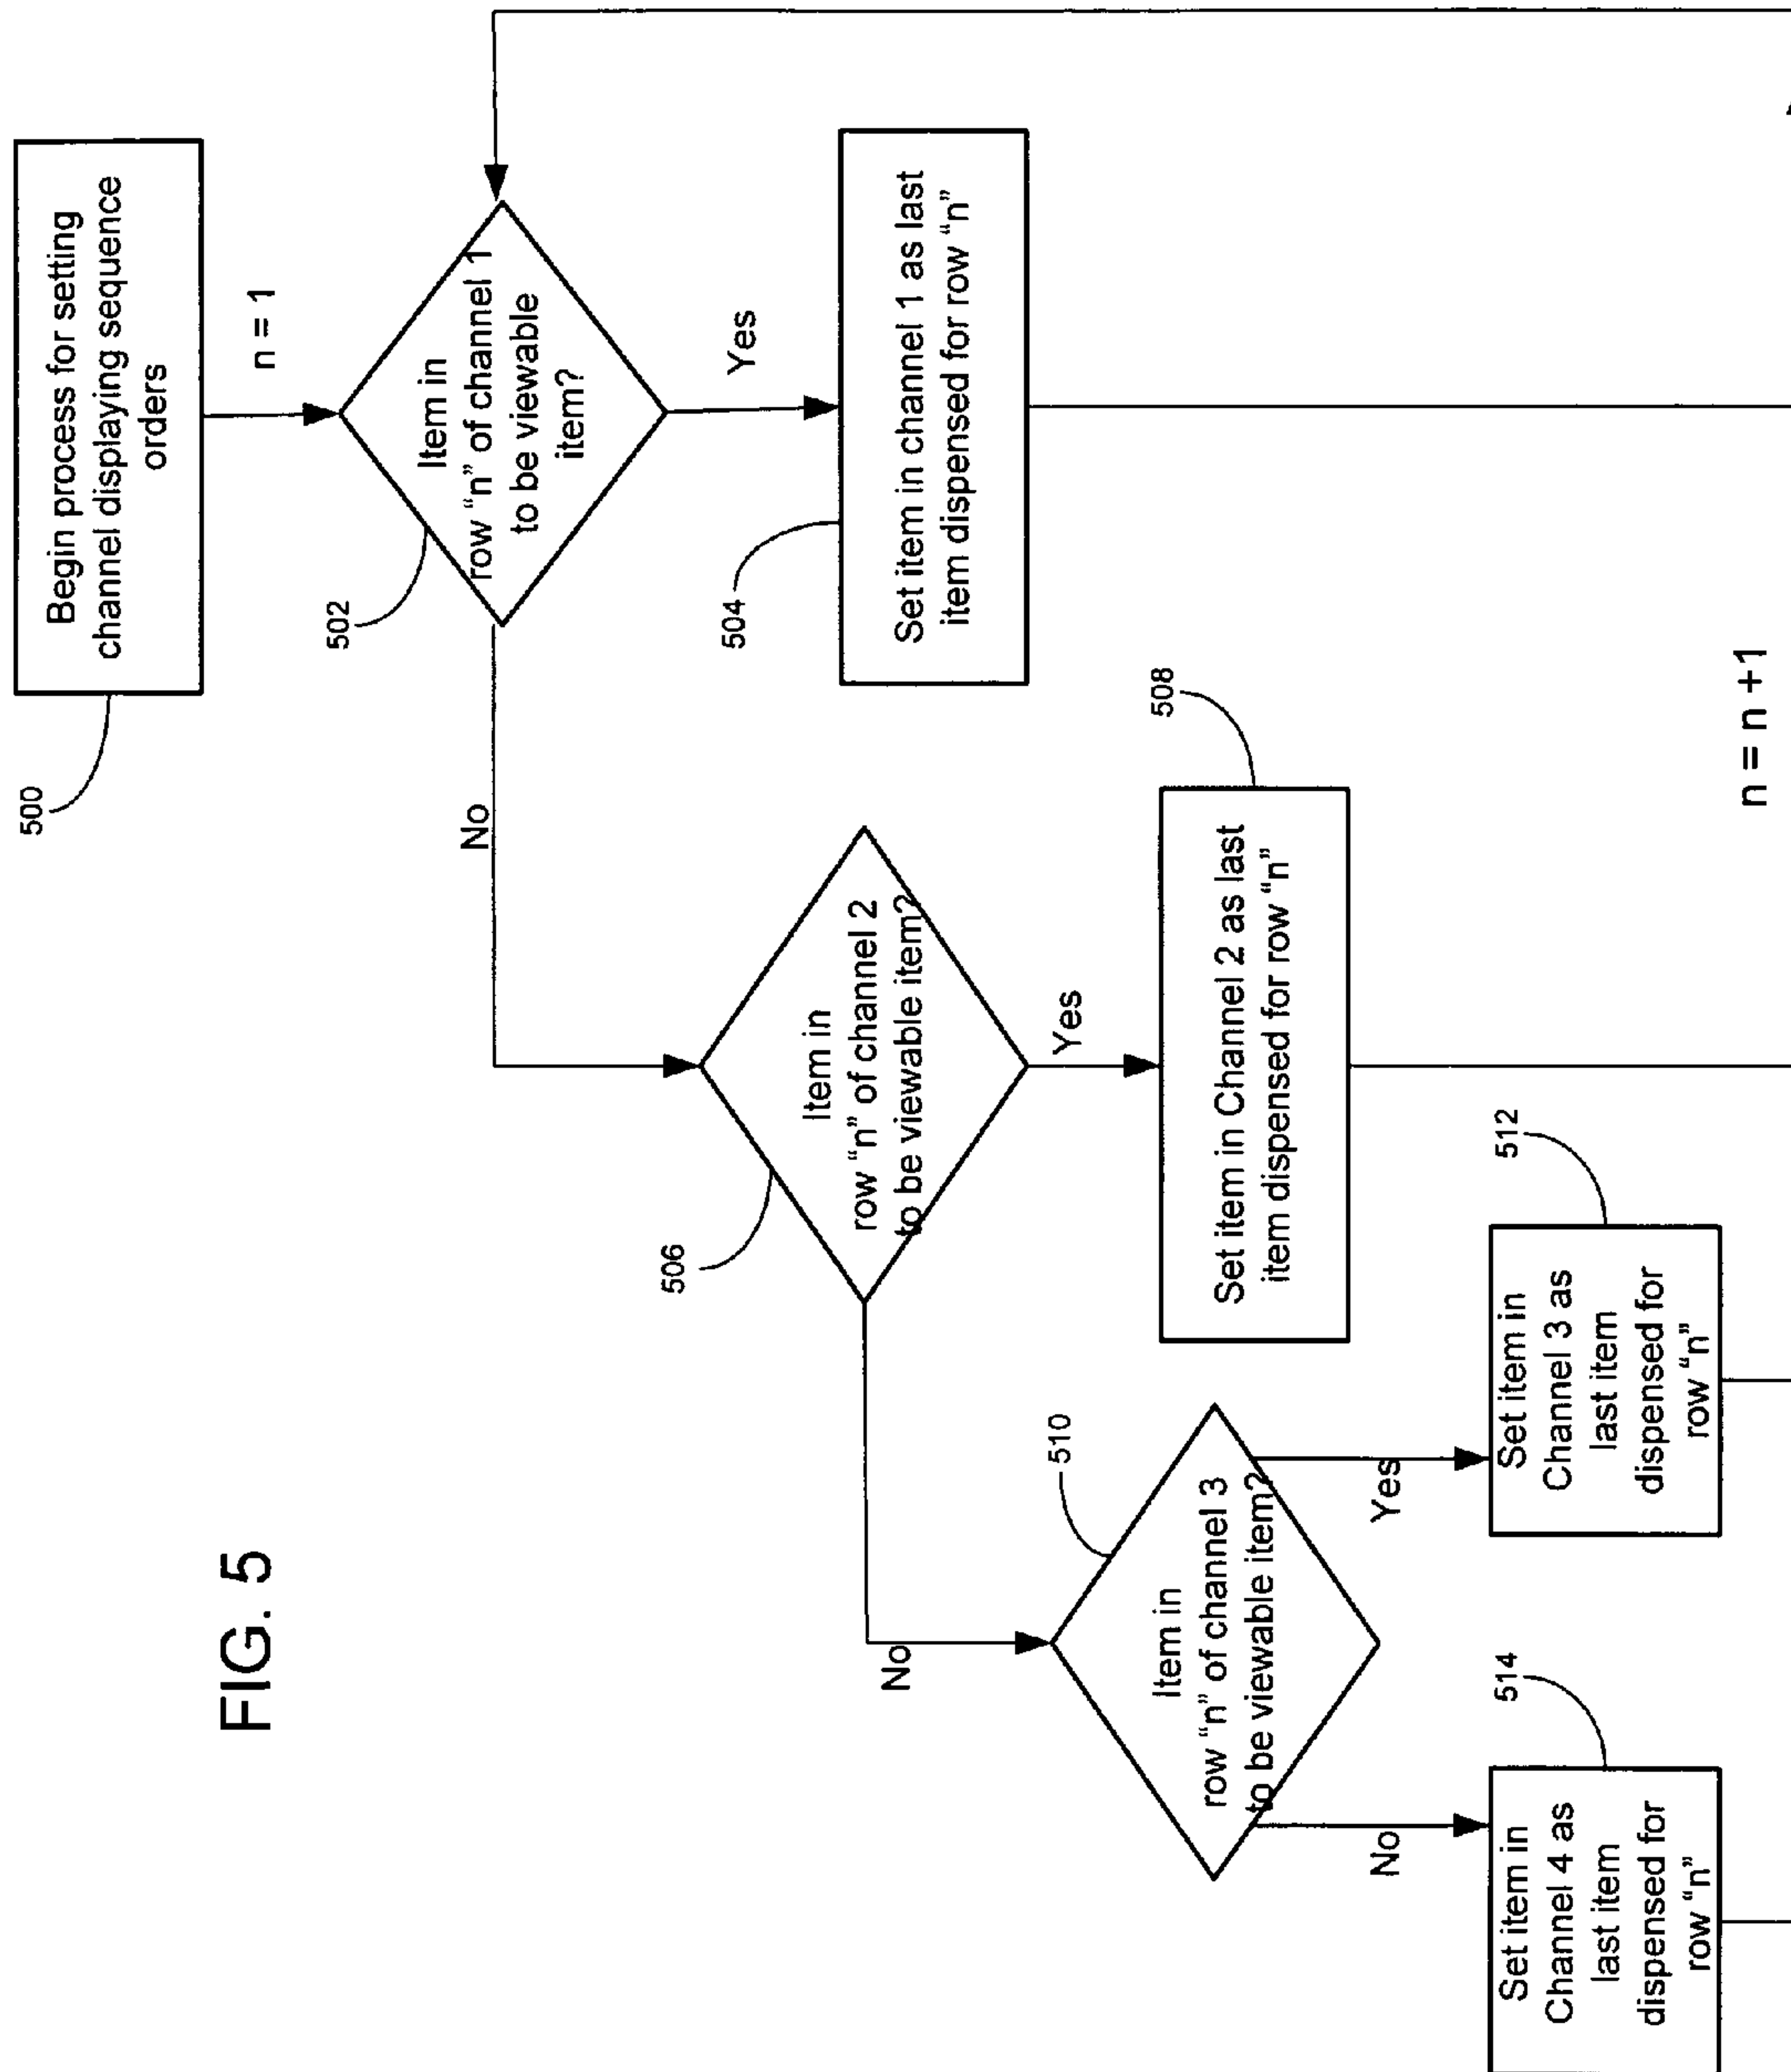 FIG. 5
500
Begin process for setting
channel displaying sequence
orders
n = 1
502
Item in
row “n” of channel 1
to be viewable
item?
No
Yes
504
Set item in channel 1 as last
item dispensed for row “n”
506
Item in
row “n” of channel 2
to be viewable item?
No
Yes
508
Set item in Channel 2 as last
item dispensed for row “n”
510
Item in
row “n” of channel 3
to be viewable item?
No
Yes
514
Set item in
Channel 4 as
last item
dispensed for
row “n”
512
Set item in
Channel 3 as
last item
dispensed for
row “n”
n = n +1